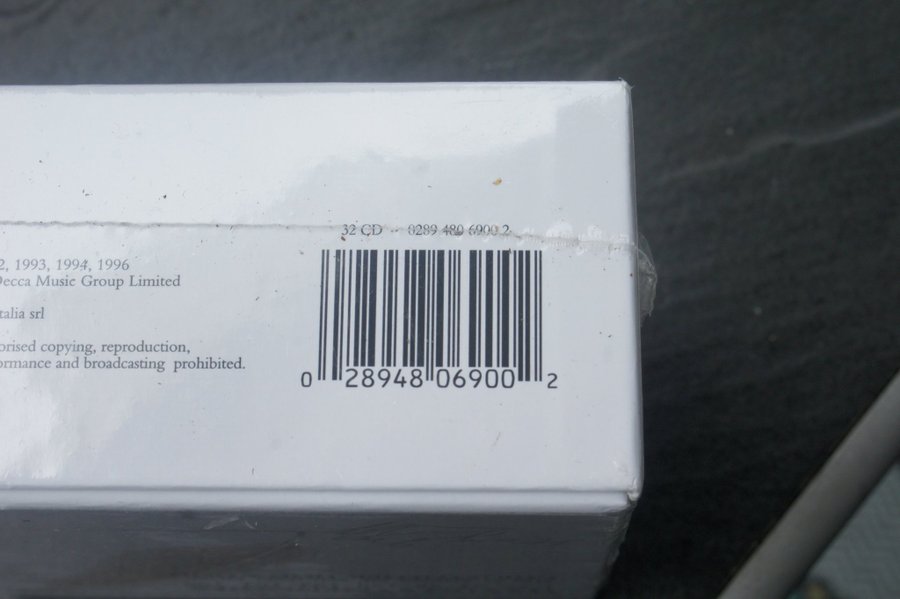 32 CD 0289 480 6900 2
2, 1993, 1994, 1996
Decca Music Group Limited
talia srl
orised copying, reproduction,
ormance and broadcasting prohibited.
0 28948 06900 2